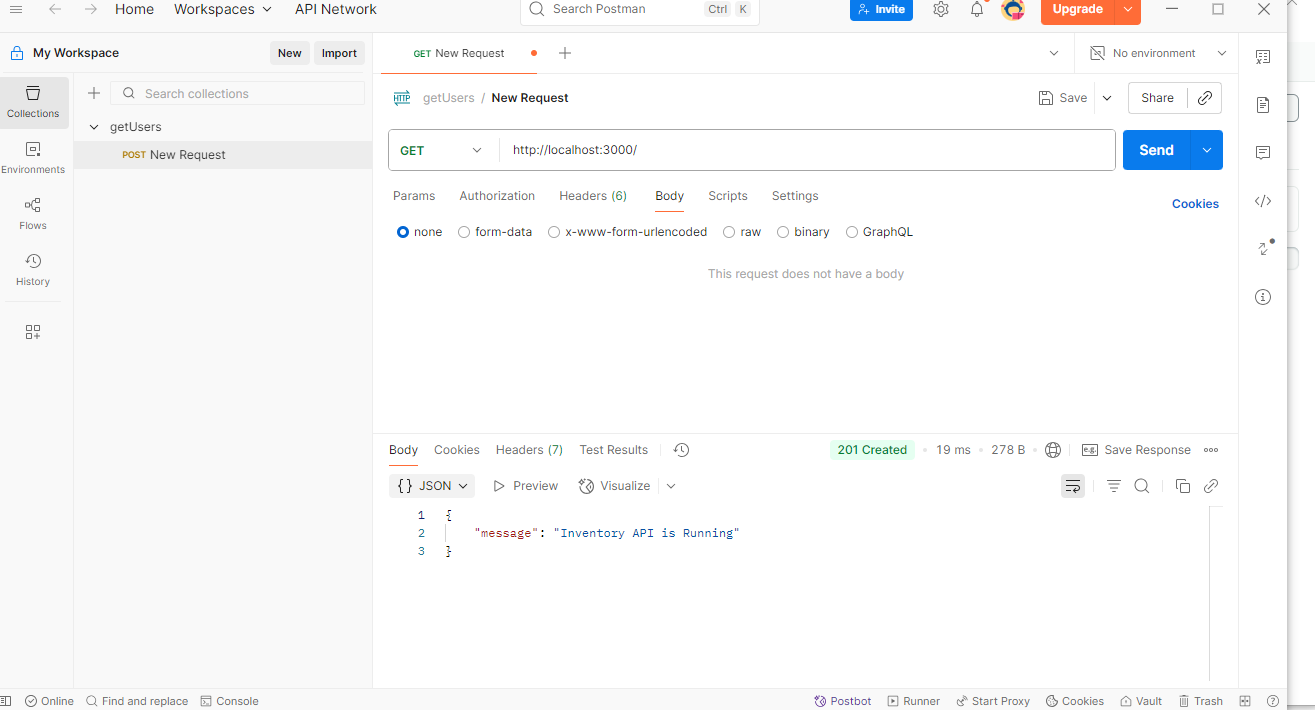 Home Workspaces API Network Search Postman Ctrl K Invite Upgrade
My Workspace New Import GET New Request No environment
Collections Search collections getUsers / New Request Save Share
getUsers
POST New Request
GET http://localhost:3000/ Send
Environments
Params Authorization Headers (6) Body Scripts Settings Cookies
Flows
none form-data x-www-form-urlencoded raw binary GraphQL
History
This request does not have a body
Body Cookies Headers (7) Test Results 201 Created 19 ms 278 B e.g. Save Response
{} JSON Preview Visualize
1 {
2 "message": "Inventory API is Running"
3 }
Online Find and replace Console Postbot Runner Start Proxy Cookies Vault Trash